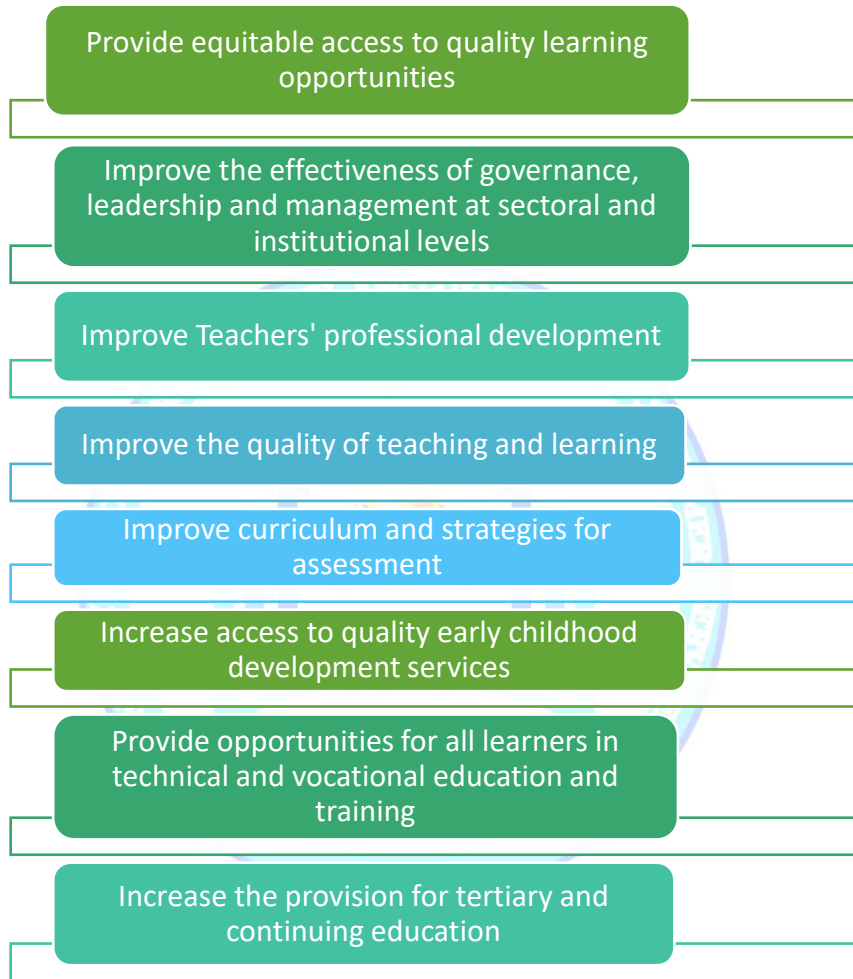 Provide equitable access to quality learning
opportunities
Improve the effectiveness of governance,
leadership and management at sectoral and
institutional levels
Improve Teachers' professional development
Improve the quality of teaching and learning
Improve curriculum and strategies for
assessment
Increase access to quality early childhood
development services
Provide opportunities for all learners in
technical and vocational education and
training
Increase the provision for tertiary and
continuing education